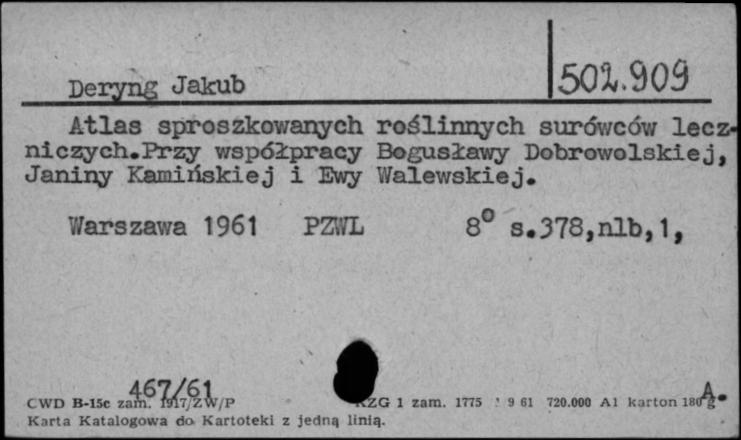 Deryng Jakub
502.909
Atlas sproszkowanych roślinnych surówców lecz-
niczych.Przy współpracy Bogusławy Dobrowolskiej,
Janiny Kamińskiej i Ewy Walewskiej.
Warszawa 1961 PZWL 8° s.378,nlb,1,
467/61 A.
CWD B-15c zam. 1917/ZW/P KZG 1 zam. 1775 9 61 720.000 A1 karton 180 g
Karta Katalogowa do Kartoteki z jedną linią.